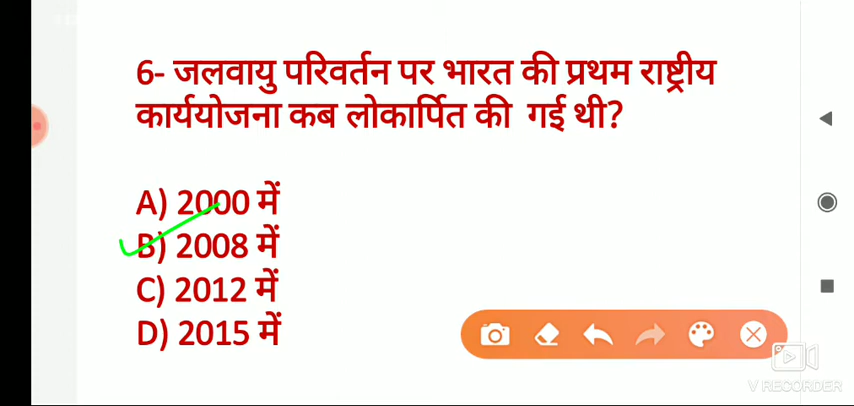 6- जलवायु परिवर्तन पर भारत की प्रथम राष्ट्रीय
कार्ययोजना कब लोकार्पित की गई थी?
A) 2000 में
B) 2008 में
C) 2012 में
D) 2015 में
V RECORDER